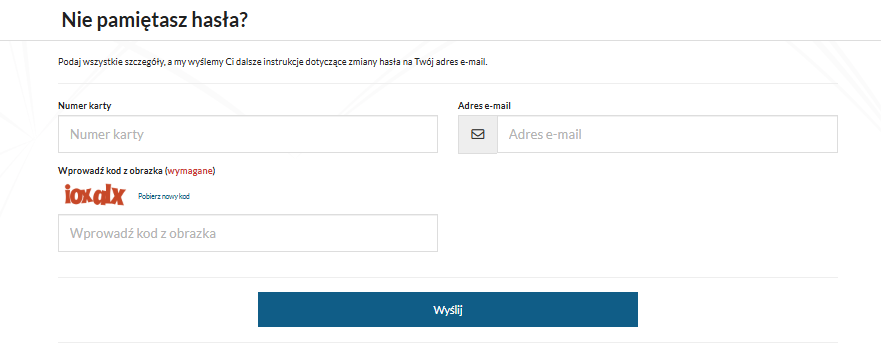 Nie pamiętasz hasła?
Podaj wszystkie szczegóły, a my wyślemy Ci dalsze instrukcje dotyczące zmiany hasła na Twój adres e-mail.
Numer karty
Adres e-mail
Numer karty
Adres e-mail
Wprowadź kod z obrazka (wymagane)
Pobierz nowy kod
Wprowadź kod z obrazka
Wyślij